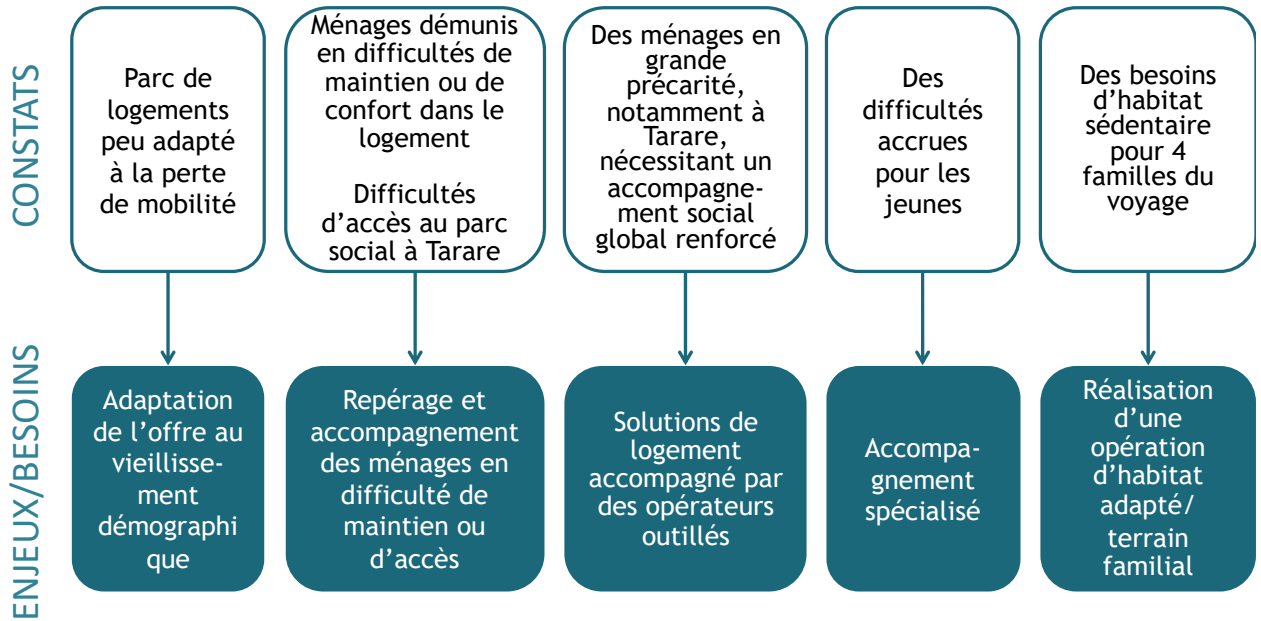 CONSTATS
Parc de
logements
peu adapté
à la perte
de mobilité
Ménages démunis
en difficultés de
maintien ou de
confort dans le
logement
Difficultés
d’accès au parc
social à Tarare
Des ménages en
grande
précarité,
notamment à
Tarare,
nécessitant un
accompagne-
ment social
global renforcé
Des
difficultés
accrues
pour les
jeunes
Des besoins
d’habitat
sédentaire
pour 4
familles du
voyage
ENJEUX/BESOINS
Adaptation
de l’offre au
vieillisse-
ment
démographi
que
Repérage et
accompagnement
des ménages en
difficulté de
maintien ou
d’accès
Solutions de
logement
accompagné par
des opérateurs
outillés
Accompa-
gnement
spécialisé
Réalisation
d’une
opération
d’habitat
adapté/
terrain
familial